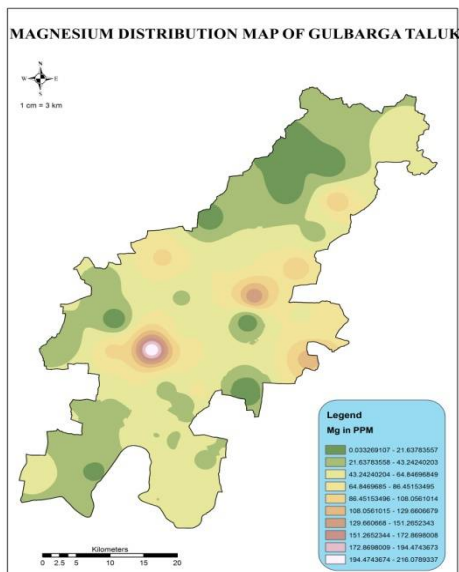 MAGNESIUM DISTRIBUTION MAP OF GULBARGA TALUK
N
W E
S
1 cm = 3 km
Legend
Mg in PPM
0.033269107 - 21.63783557
21.63783558 - 43.24240203
43.24240204 - 64.84696849
64.8469685 - 86.45153495
86.45153496 - 108.0561014
108.0561015 - 129.6606679
129.660668 - 151.2652343
151.2652344 - 172.8698008
172.8698009 - 194.4743673
194.4743674 - 216.0789337
Kilometers
0 2.5 5 10 15 20